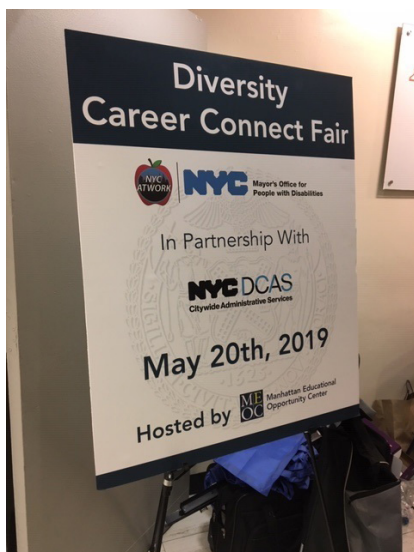 Diversity
Career Connect Fair
NYC
ATWORK
NYC
Mayor's Office for
People with Disabilities
In Partnership With
NYC DCAS
Citywide Administrative Services
May 20th, 2019
Hosted by
MEOC
Manhattan Educational
Opportunity Center